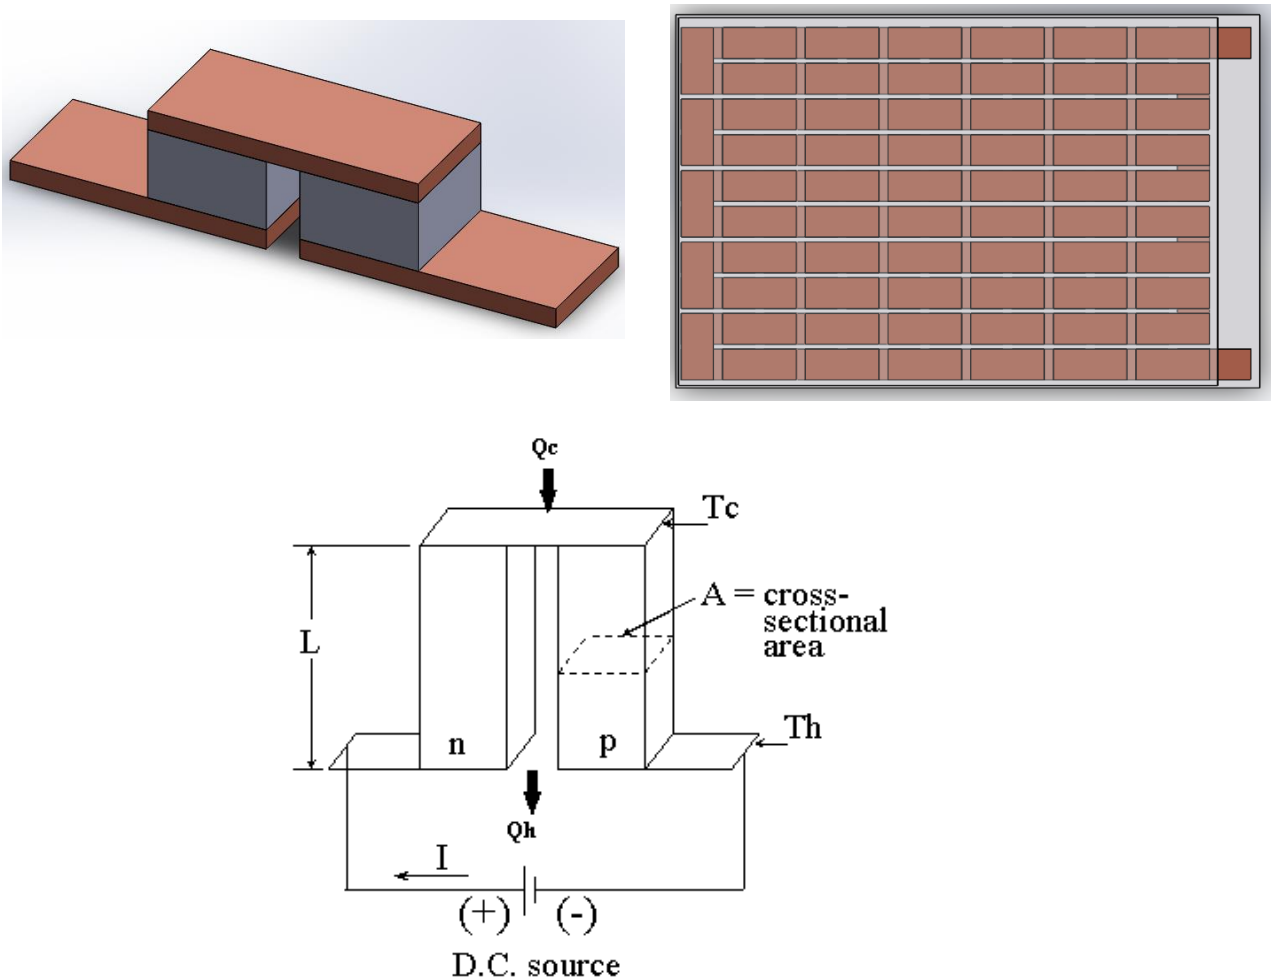 Qc
Tc
A = cross-
sectional
area
L
Th
n
p
Qh
I
(+) (-)
D.C. source